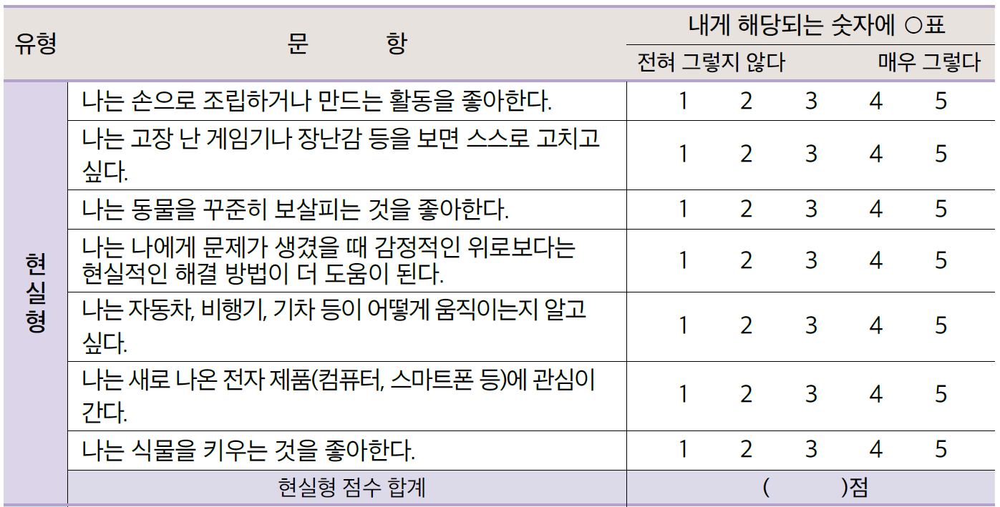 유형
문 항
내게 해당되는 숫자에 ○표
전혀 그렇지 않다 매우 그렇다
현실형
나는 손으로 조립하거나 만드는 활동을 좋아한다. 1 2 3 4 5
나는 고장 난 게임기나 장난감 등을 보면 스스로 고치고
싶다. 1 2 3 4 5
나는 동물을 꾸준히 보살피는 것을 좋아한다. 1 2 3 4 5
나는 나에게 문제가 생겼을 때 감정적인 위로보다는
현실적인 해결 방법이 더 도움이 된다. 1 2 3 4 5
나는 자동차, 비행기, 기차 등이 어떻게 움직이는지 알고
싶다. 1 2 3 4 5
나는 새로 나온 전자 제품(컴퓨터, 스마트폰 등)에 관심이
간다. 1 2 3 4 5
나는 식물을 키우는 것을 좋아한다. 1 2 3 4 5
현실형 점수 합계 ( )점